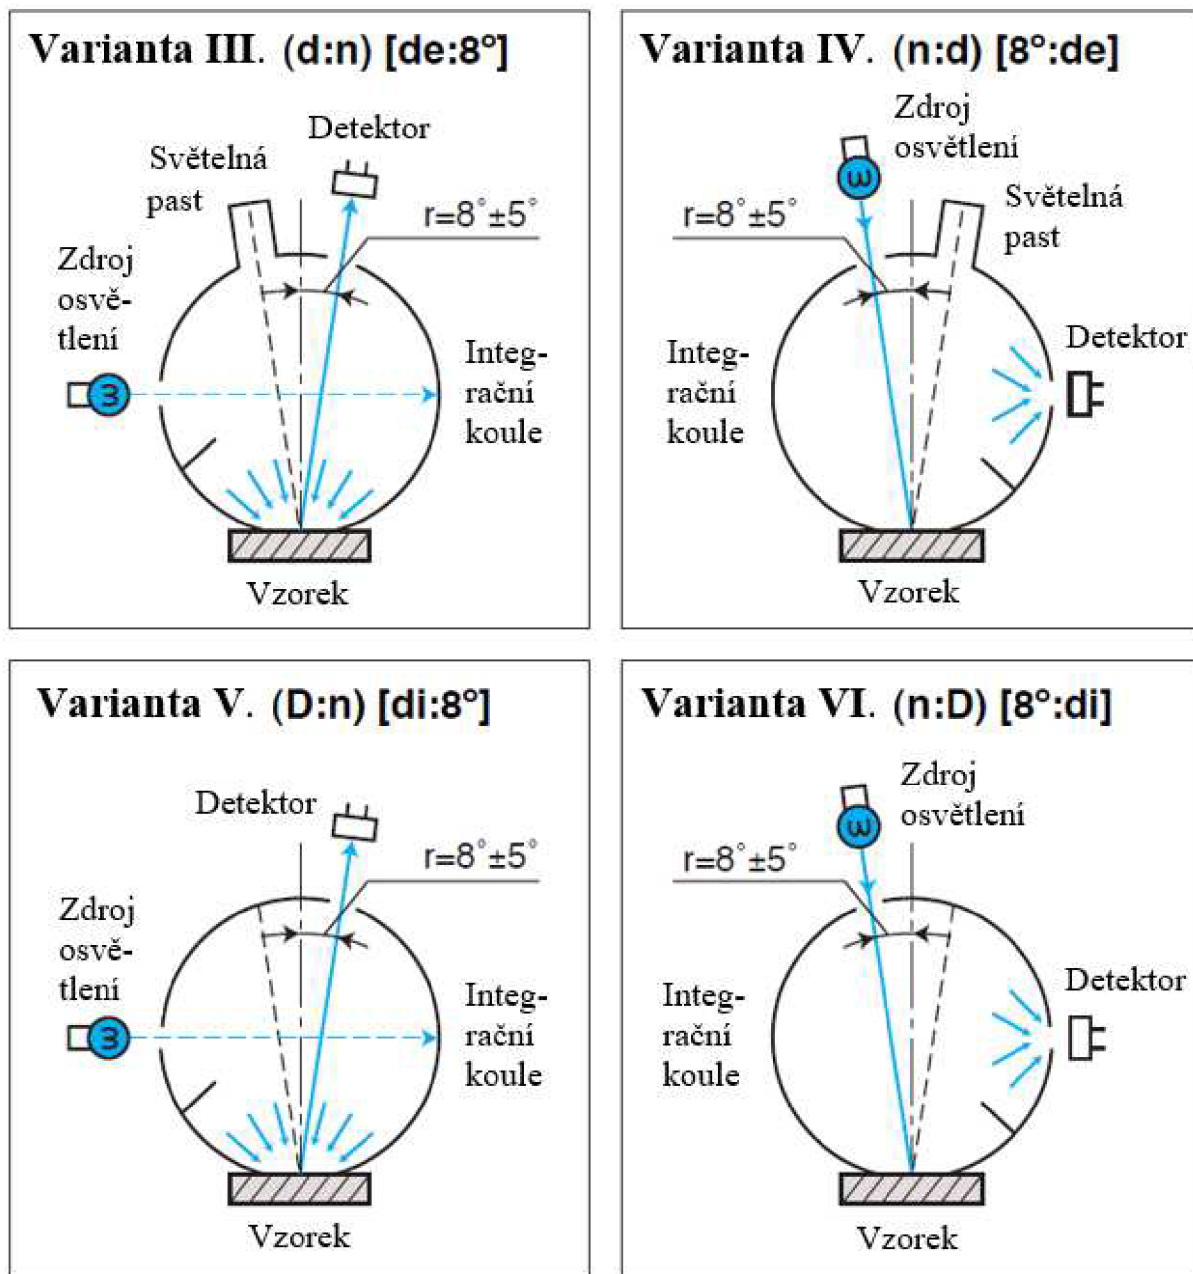 Varianta III. (d:n) [de:8°]
Detektor
Světelná
past
r=8°±5°
Zdroj
osvě-
tlení
Integ-
rační
koule
Vzorek
Varianta IV. (n:d) [8°:de]
Zdroj
osvětlení
r=8°±5°
Světelná
past
Integ-
rační
koule
Detektor
Vzorek
Varianta V. (D:n) [di:8°]
Detektor
r=8°±5°
Zdroj
osvě-
tlení
Integ-
rační
koule
Vzorek
Varianta VI. (n:D) [8°:di]
Zdroj
osvětlení
r=8°±5°
Integ-
rační
koule
Detektor
Vzorek